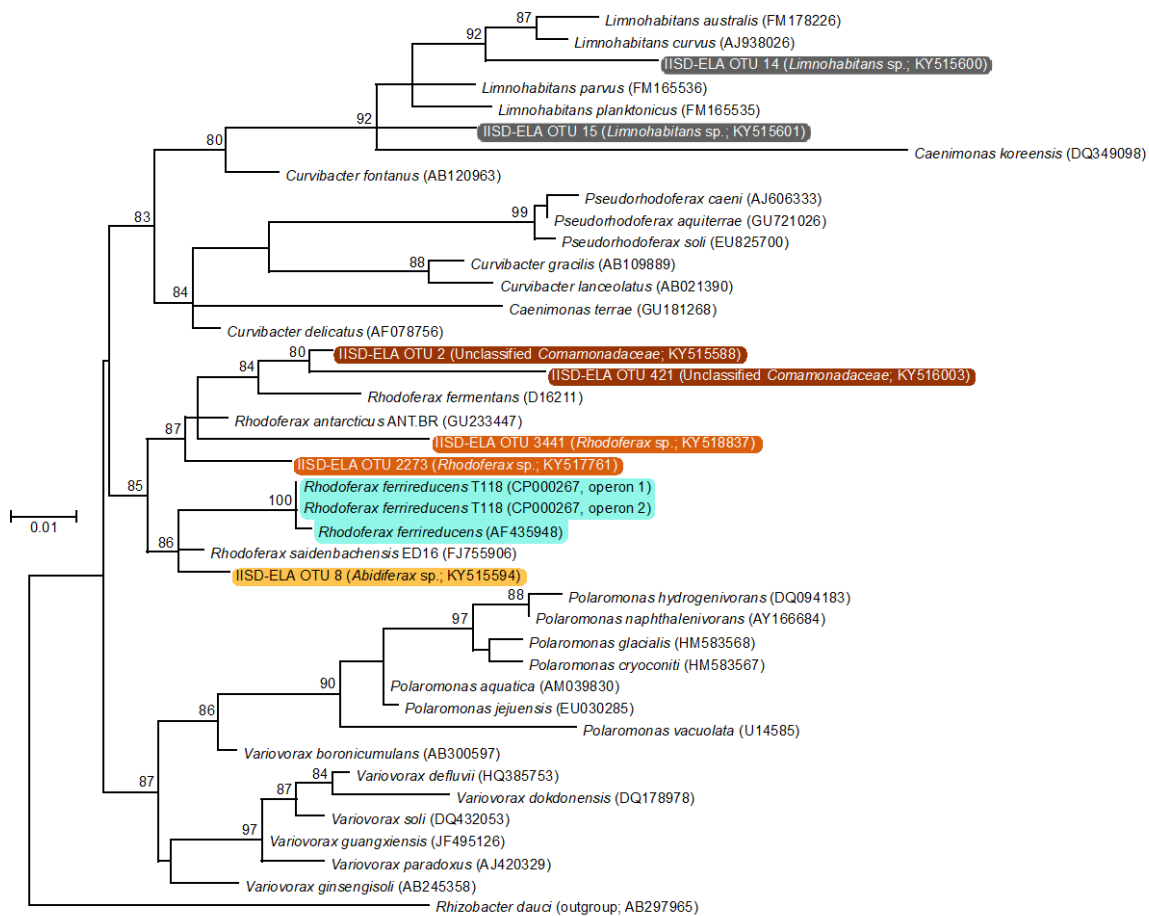 87
Limnohabitans australis (FM178226)
92
Limnohabitans curvus (AJ938026)
IISD-ELA OTU 14 (Limnohabitans sp.; KY515600)
Limnohabitans parvus (FM165536)
Limnohabitans planktonicus (FM165535)
92
IISD-ELA OTU 15 (Limnohabitans sp.; KY515601)
80
Caenimonas koreensis (DQ349098)
Curvibacter fontanus (AB120963)
83
Pseudorhodoferax caeni (AJ606333)
99
Pseudorhodoferax aquiterrae (GU721026)
Pseudorhodoferax soli (EU825700)
88
Curvibacter gracilis (AB109889)
Curvibacter lanceolatus (AB021390)
84
Caenimonas terrae (GU181268)
Curvibacter delicatus (AF078756)
80
IISD-ELA OTU 2 (Unclassified Comamonadaceae; KY515588)
84
IISD-ELA OTU 421 (Unclassified Comamonadaceae; KY516003)
Rhodoferax fermentans (D16211)
Rhodoferax antarcticus ANT.BR (GU233447)
87
IISD-ELA OTU 3441 (Rhodoferax sp.; KY518837)
IISD-ELA OTU 2273 (Rhodoferax sp.; KY517761)
85
Rhodoferax ferrireducens T118 (CP000267, operon 1)
100
Rhodoferax ferrireducens T118 (CP000267, operon 2)
0.01
Rhodoferax ferrireducens (AF435948)
86
Rhodoferax saidenbachensis ED16 (FJ755906)
IISD-ELA OTU 8 (Abidiferax sp.; KY515594)
88
Polaromonas hydrogenivorans (DQ094183)
97
Polaromonas naphthalenivorans (AY166684)
Polaromonas glacialis (HM583568)
Polaromonas cryoconiti (HM583567)
90
Polaromonas aquatica (AM039830)
Polaromonas jejuensis (EU030285)
86
Polaromonas vacuolata (U14585)
Variovorax boronicumulans (AB300597)
87
84
Variovorax defluvii (HQ385753)
87
Variovorax dokdonensis (DQ178978)
Variovorax soli (DQ432053)
97
Variovorax guangxiensis (JF495126)
Variovorax paradoxus (AJ420329)
Variovorax ginsengisoli (AB245358)
Rhizobacter dauci (outgroup; AB297965)